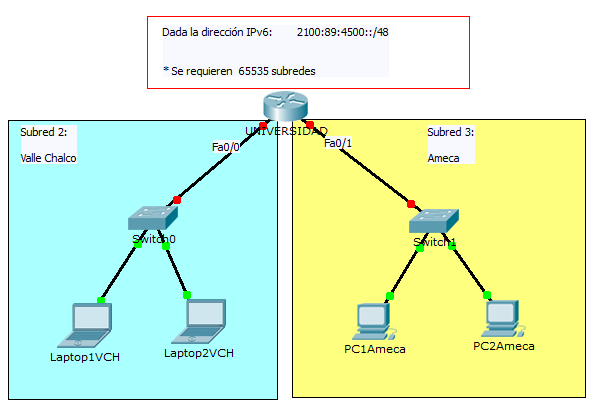 Dada la dirección IPv6: 2100:89:4500::/48
* Se requieren 65535 subredes
UNIVERSIDAD
Subred 2:
Valle Chalco
Fa0/0
Fa0/1
Subred 3:
Ameca
Switch0
Switch1
Laptop1VCH
Laptop2VCH
PC1Ameca
PC2Ameca